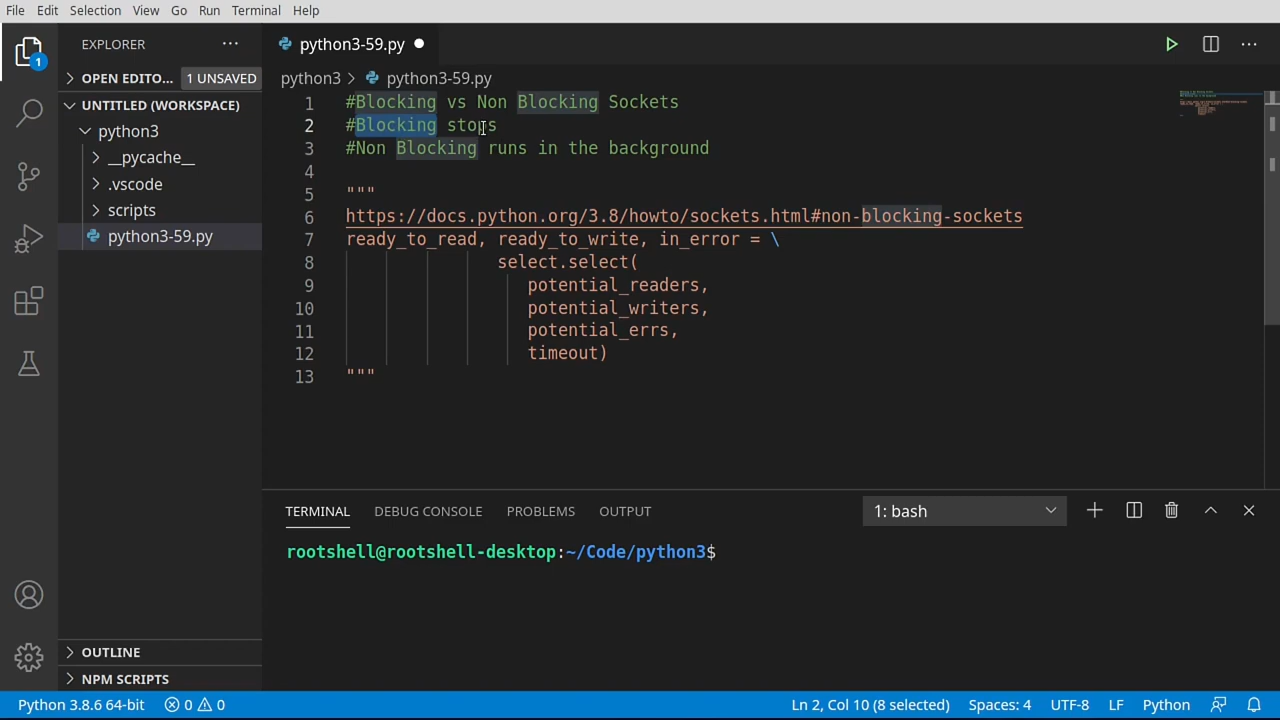 File Edit Selection View Go Run Terminal Help
EXPLORER
python3-59.py
OPEN EDITO... 1 UNSAVED
UNTITLED (WORKSPACE)
python3
__pycache__
.vscode
scripts
python3-59.py
OUTLINE
NPM SCRIPTS
1
python3 > python3-59.py
1 #Blocking vs Non Blocking Sockets
2 #Blocking stops
3 #Non Blocking runs in the background
4
5 """
6 https://docs.python.org/3.8/howto/sockets.html#non-blocking-sockets
7 ready_to_read, ready_to_write, in_error = \
8 select.select(
9 potential_readers,
10 potential_writers,
11 potential_errs,
12 timeout)
13 """
TERMINAL DEBUG CONSOLE PROBLEMS OUTPUT 1: bash
rootshell@rootshell-desktop:~/Code/python3$
Python 3.8.6 64-bit 0 0 Ln 2, Col 10 (8 selected) Spaces: 4 UTF-8 LF Python